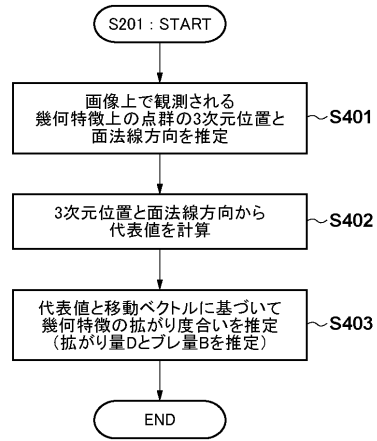 S201 : START
画像上で観測される
幾何特徴上の点群の3次元位置と
面法線方向を推定
S401
3次元位置と面法線方向から
代表値を計算
S402
代表値と移動ベクトルに基づいて
幾何特徴の拡がり度合いを推定
(拡がり量Dとブレ量Bを推定)
S403
END